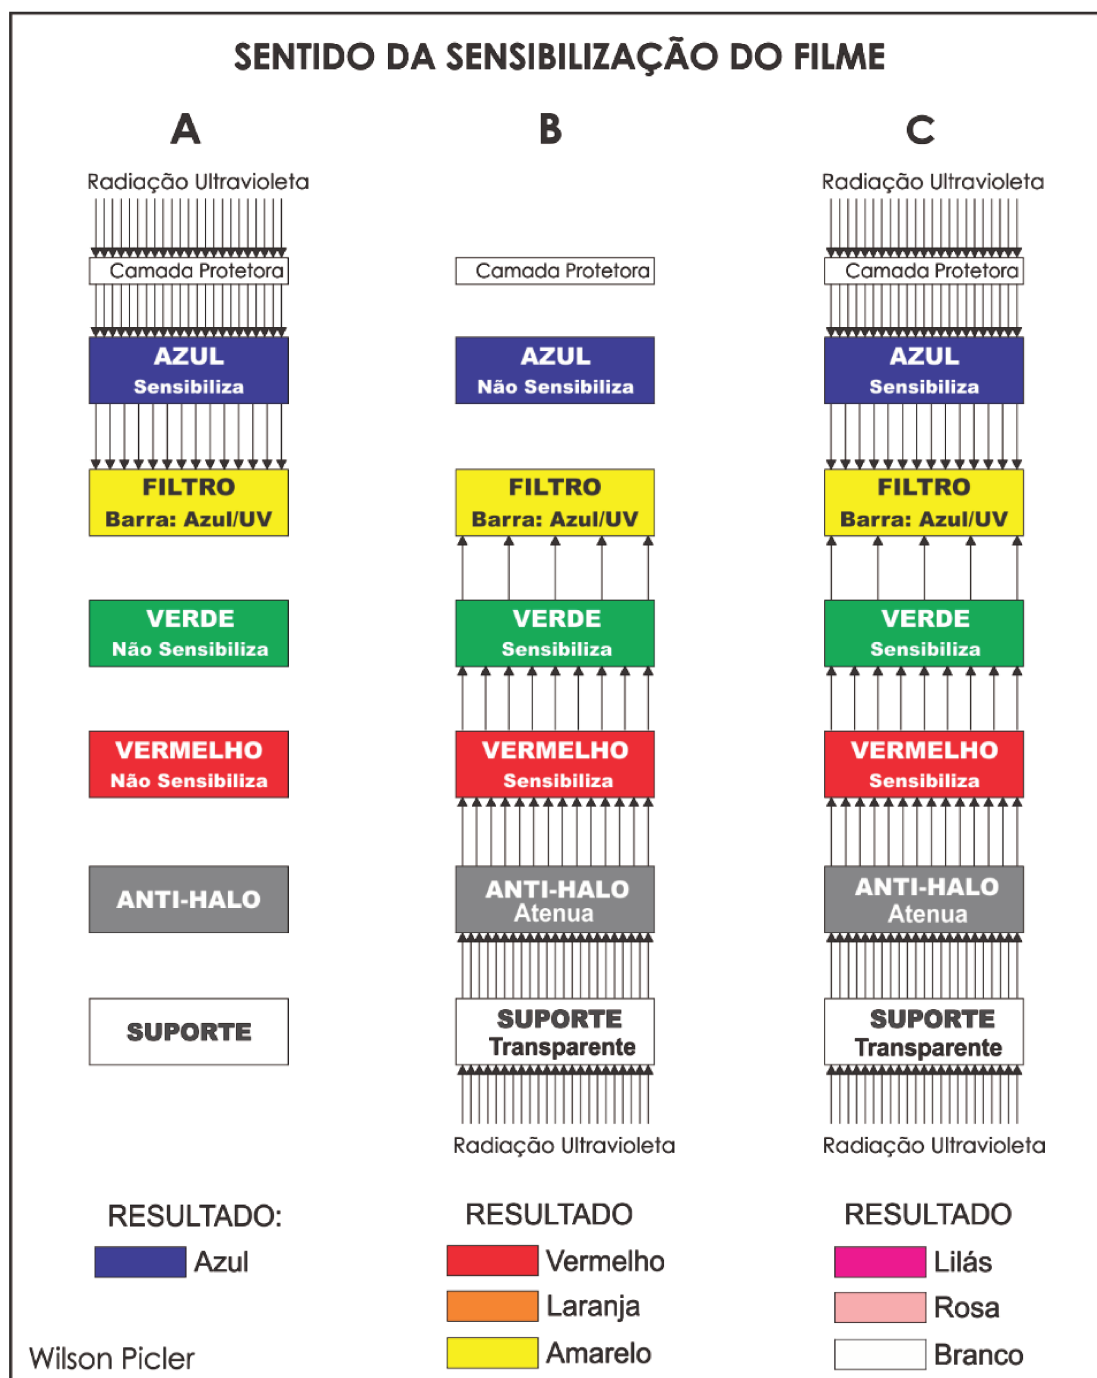 SENTIDO DA SENSIBILIZAÇÃO DO FILME
A
Radiação Ultravioleta
Camada Protetora
AZUL
Sensibiliza
FILTRO
Barra: Azul/UV
VERDE
Não Sensibiliza
VERMELHO
Não Sensibiliza
ANTI-HALO
SUPORTE
RESULTADO:
Azul
B
Camada Protetora
AZUL
Não Sensibiliza
FILTRO
Barra: Azul/UV
VERDE
Sensibiliza
VERMELHO
Sensibiliza
ANTI-HALO
Atenua
SUPORTE
Transparente
Radiação Ultravioleta
RESULTADO
Vermelho
Laranja
Amarelo
C
Radiação Ultravioleta
Camada Protetora
AZUL
Sensibiliza
FILTRO
Barra: Azul/UV
VERDE
Sensibiliza
VERMELHO
Sensibiliza
ANTI-HALO
Atenua
SUPORTE
Transparente
Radiação Ultravioleta
RESULTADO
Lilás
Rosa
Branco
Wilson Picler